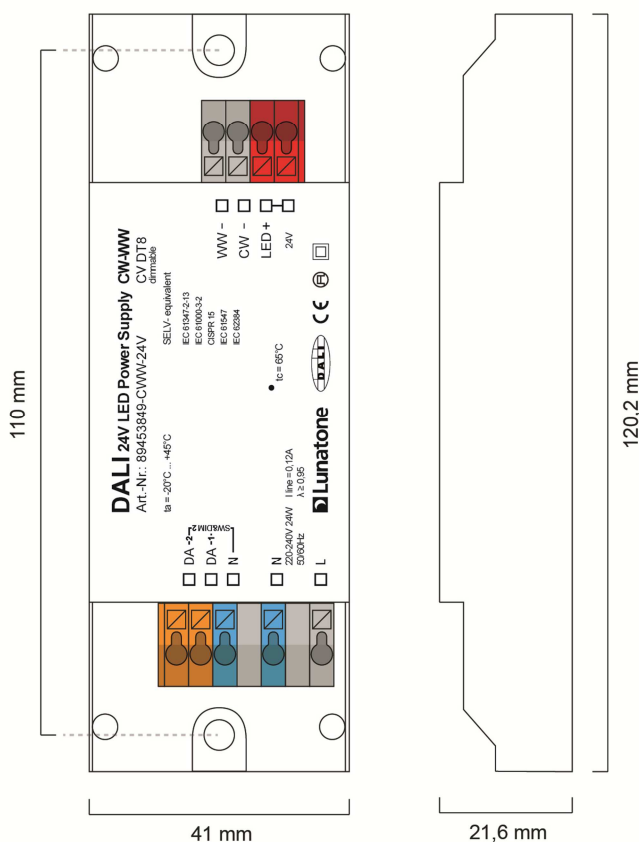 DALI 24V LED Power Supply CW-WW
Art.-Nr.: 89453849-CWW-24V
CV DT8
dimmable
ta = -20°C ... +45°C
SELV- equivalent
IEC 61347-2-13
IEC 61000-3-2
CISPR 15
IEC 61547
IEC 62384
WW -
CW -
LED +
24V
tc = 65°C
DALI
CE
Lunatone
220-240V 24W
50/60Hz
I line = 0,12A
λ ≥ 0,95
SW&DIM 2
DA -2-
DA -1-
N
N
L
110 mm
120,2 mm
41 mm
21,6 mm